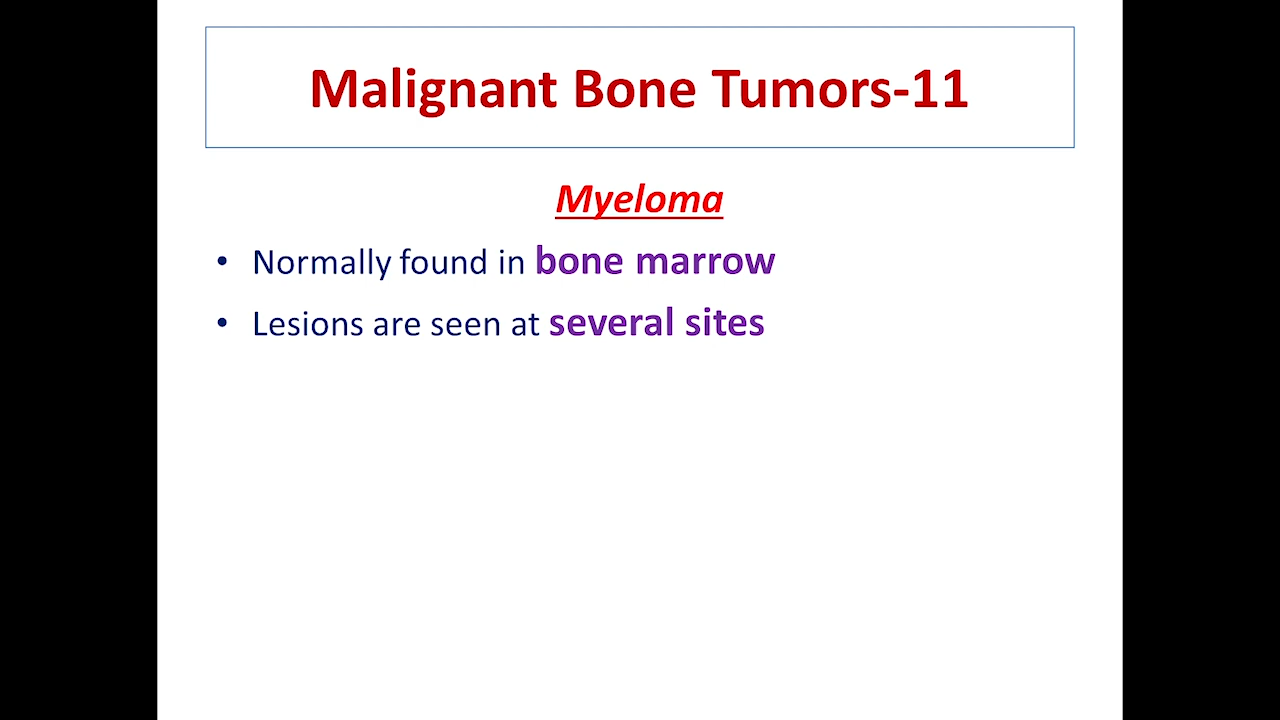 Malignant Bone Tumors-11
Myeloma
• Normally found in bone marrow
• Lesions are seen at several sites